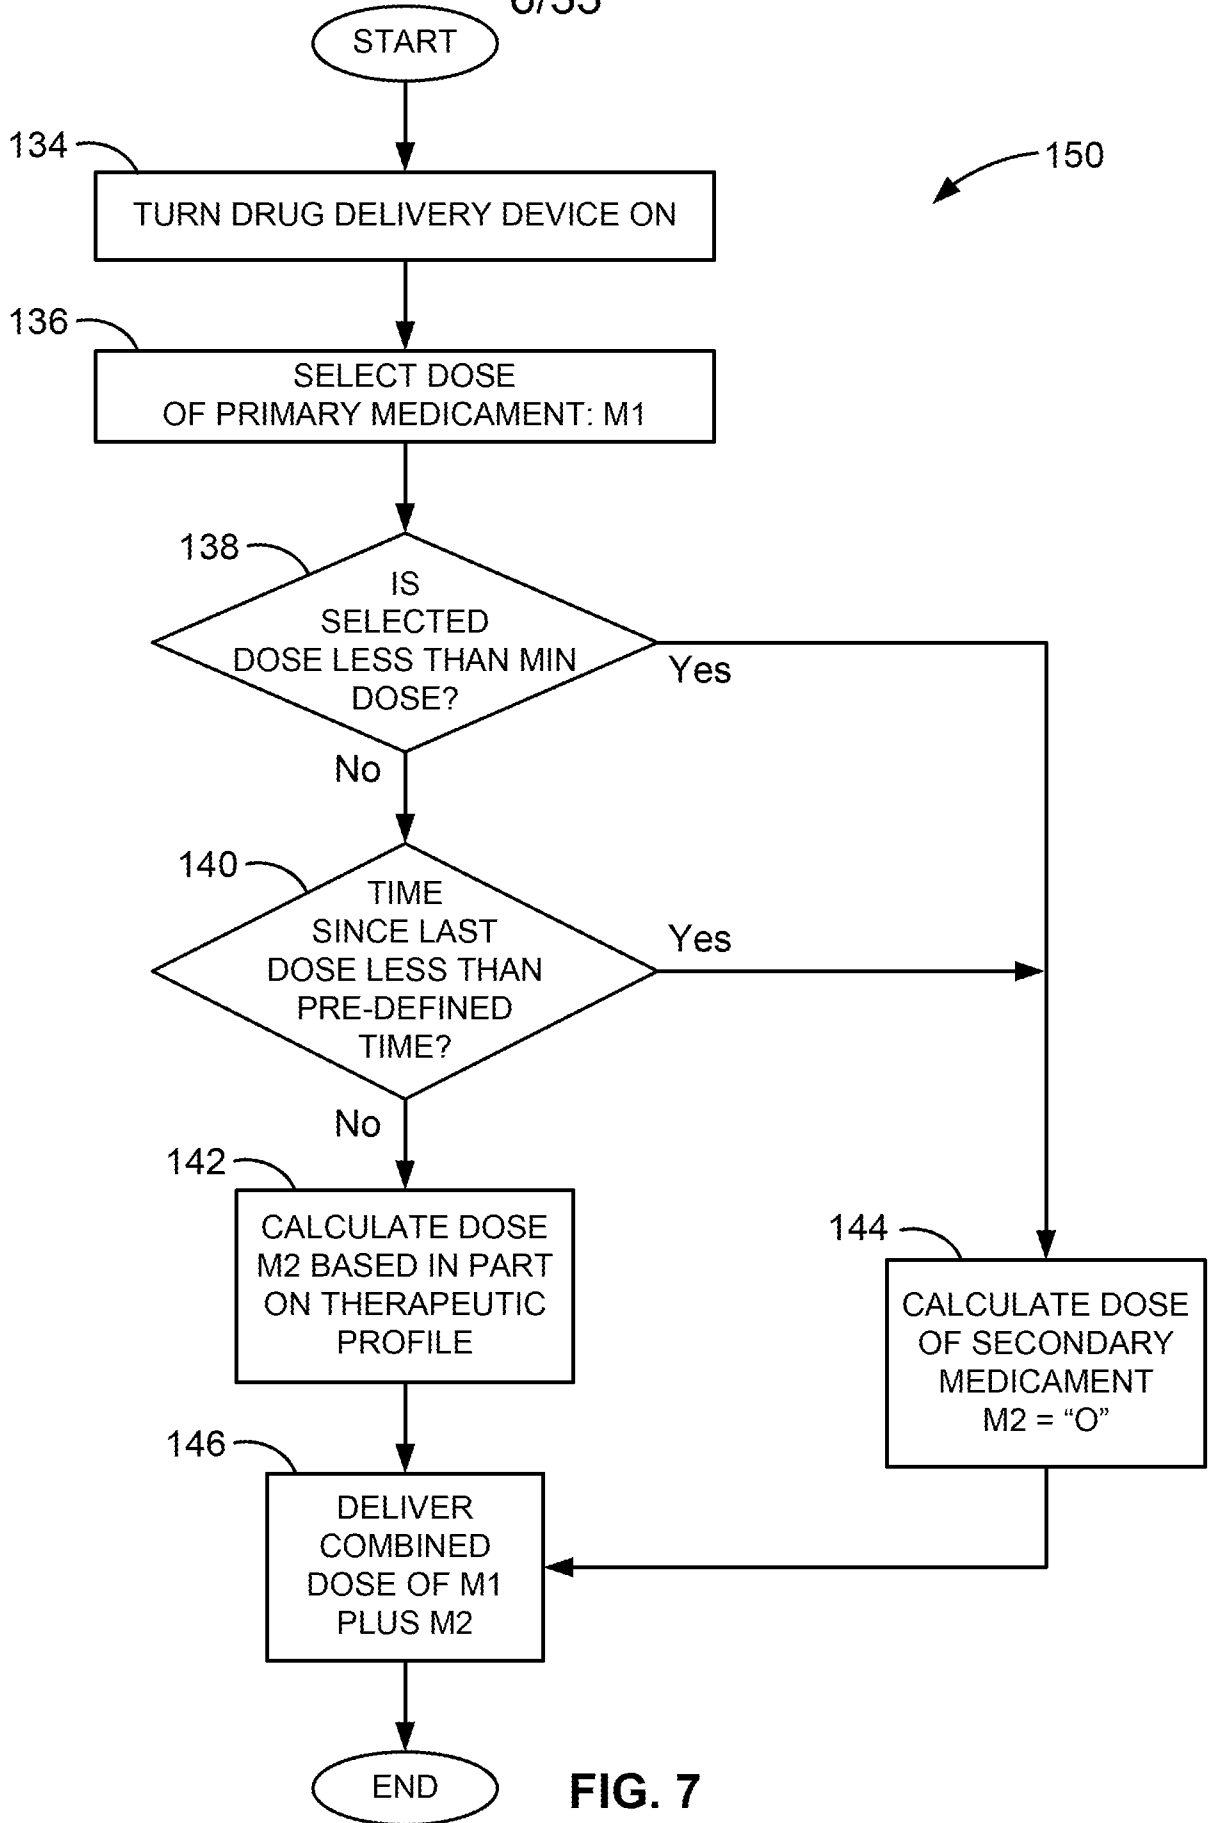 START
134
150
TURN DRUG DELIVERY DEVICE ON
136
SELECT DOSE
OF PRIMARY MEDICAMENT: M1
138
IS
SELECTED
DOSE LESS THAN MIN
DOSE?
Yes
No
140
TIME
SINCE LAST
DOSE LESS THAN
PRE-DEFINED
TIME?
Yes
No
142
CALCULATE DOSE
M2 BASED IN PART
ON THERAPEUTIC
PROFILE
144
CALCULATE DOSE
OF SECONDARY
MEDICAMENT
M2 = “O”
146
DELIVER
COMBINED
DOSE OF M1
PLUS M2
END
FIG. 7